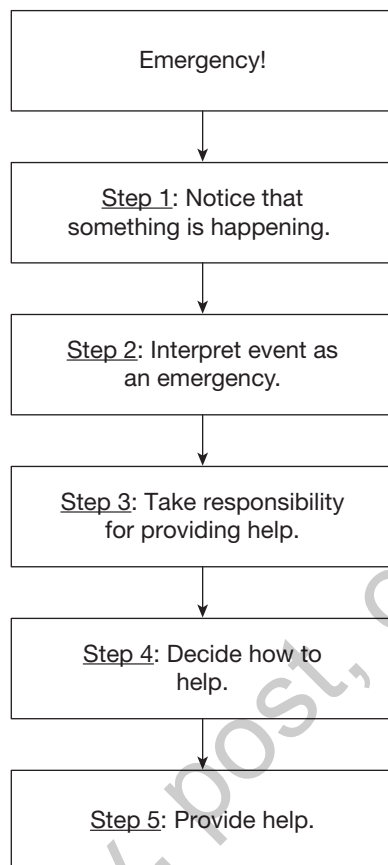 Emergency!
Step 1: Notice that
something is happening.
Step 2: Interpret event as
an emergency.
Step 3: Take responsibility
for providing help.
Step 4: Decide how to
help.
Step 5: Provide help.
post,